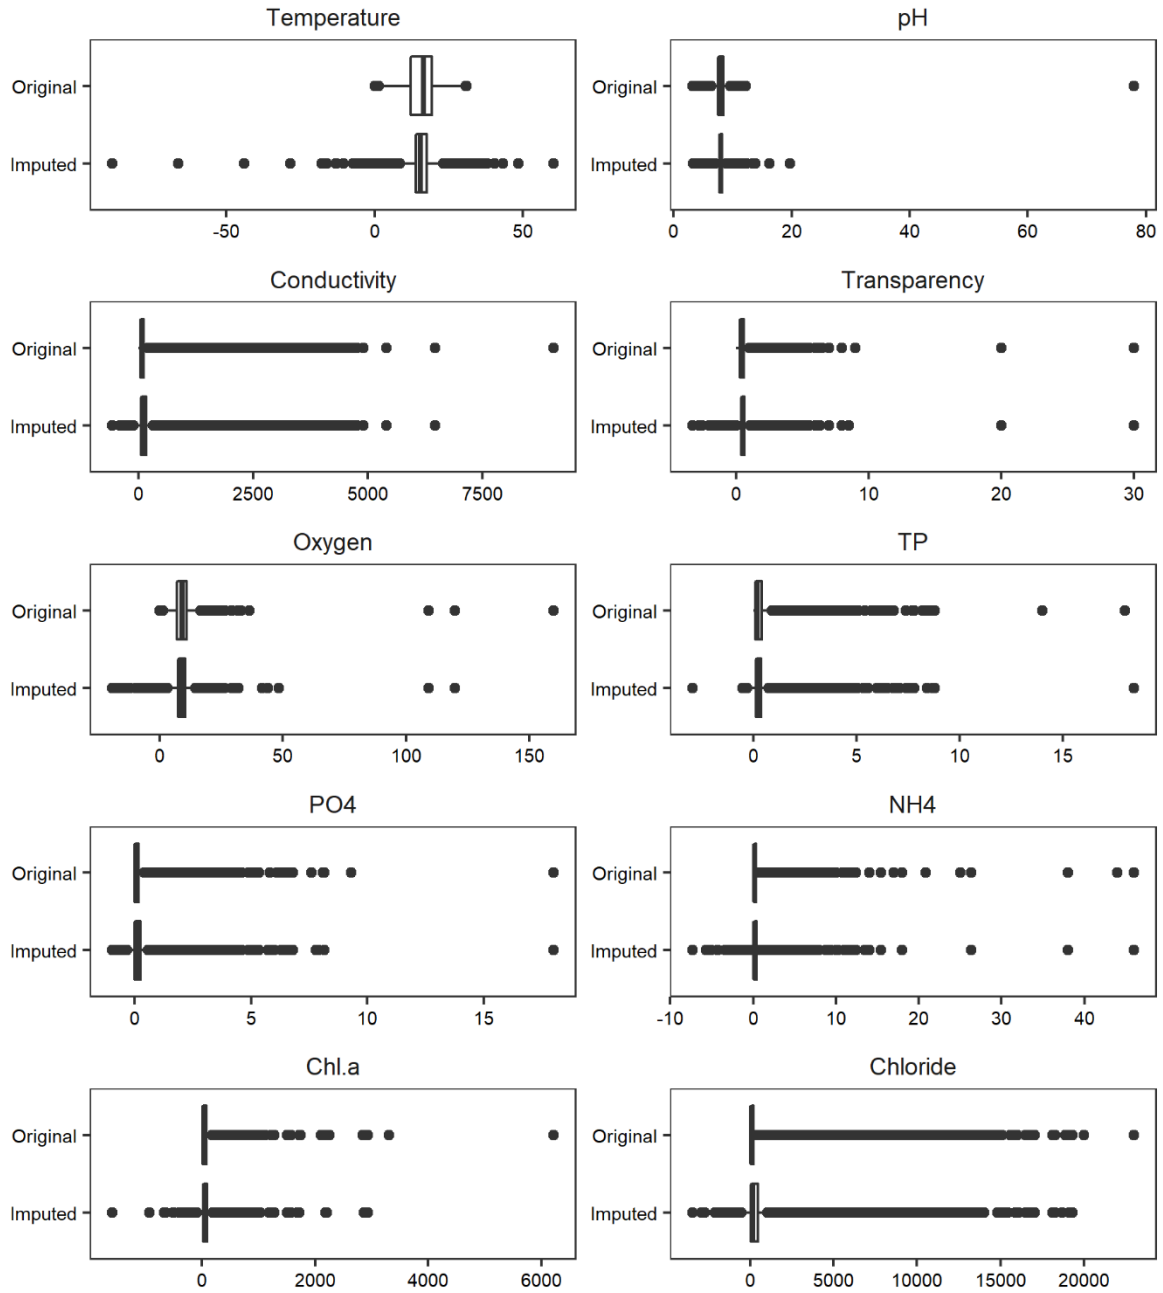 Temperature
pH
Original
Imputed
-50 0 50
Original
Imputed
0 20 40 60 80
Conductivity
Transparency
Original
Imputed
0 2500 5000 7500
Original
Imputed
0 10 20 30
Oxygen
TP
Original
Imputed
0 50 100 150
Original
Imputed
0 5 10 15
PO4
NH4
Original
Imputed
0 5 10 15
Original
Imputed
-10 0 10 20 30 40
Chl.a
Chloride
Original
Imputed
0 2000 4000 6000
Original
Imputed
0 5000 10000 15000 20000